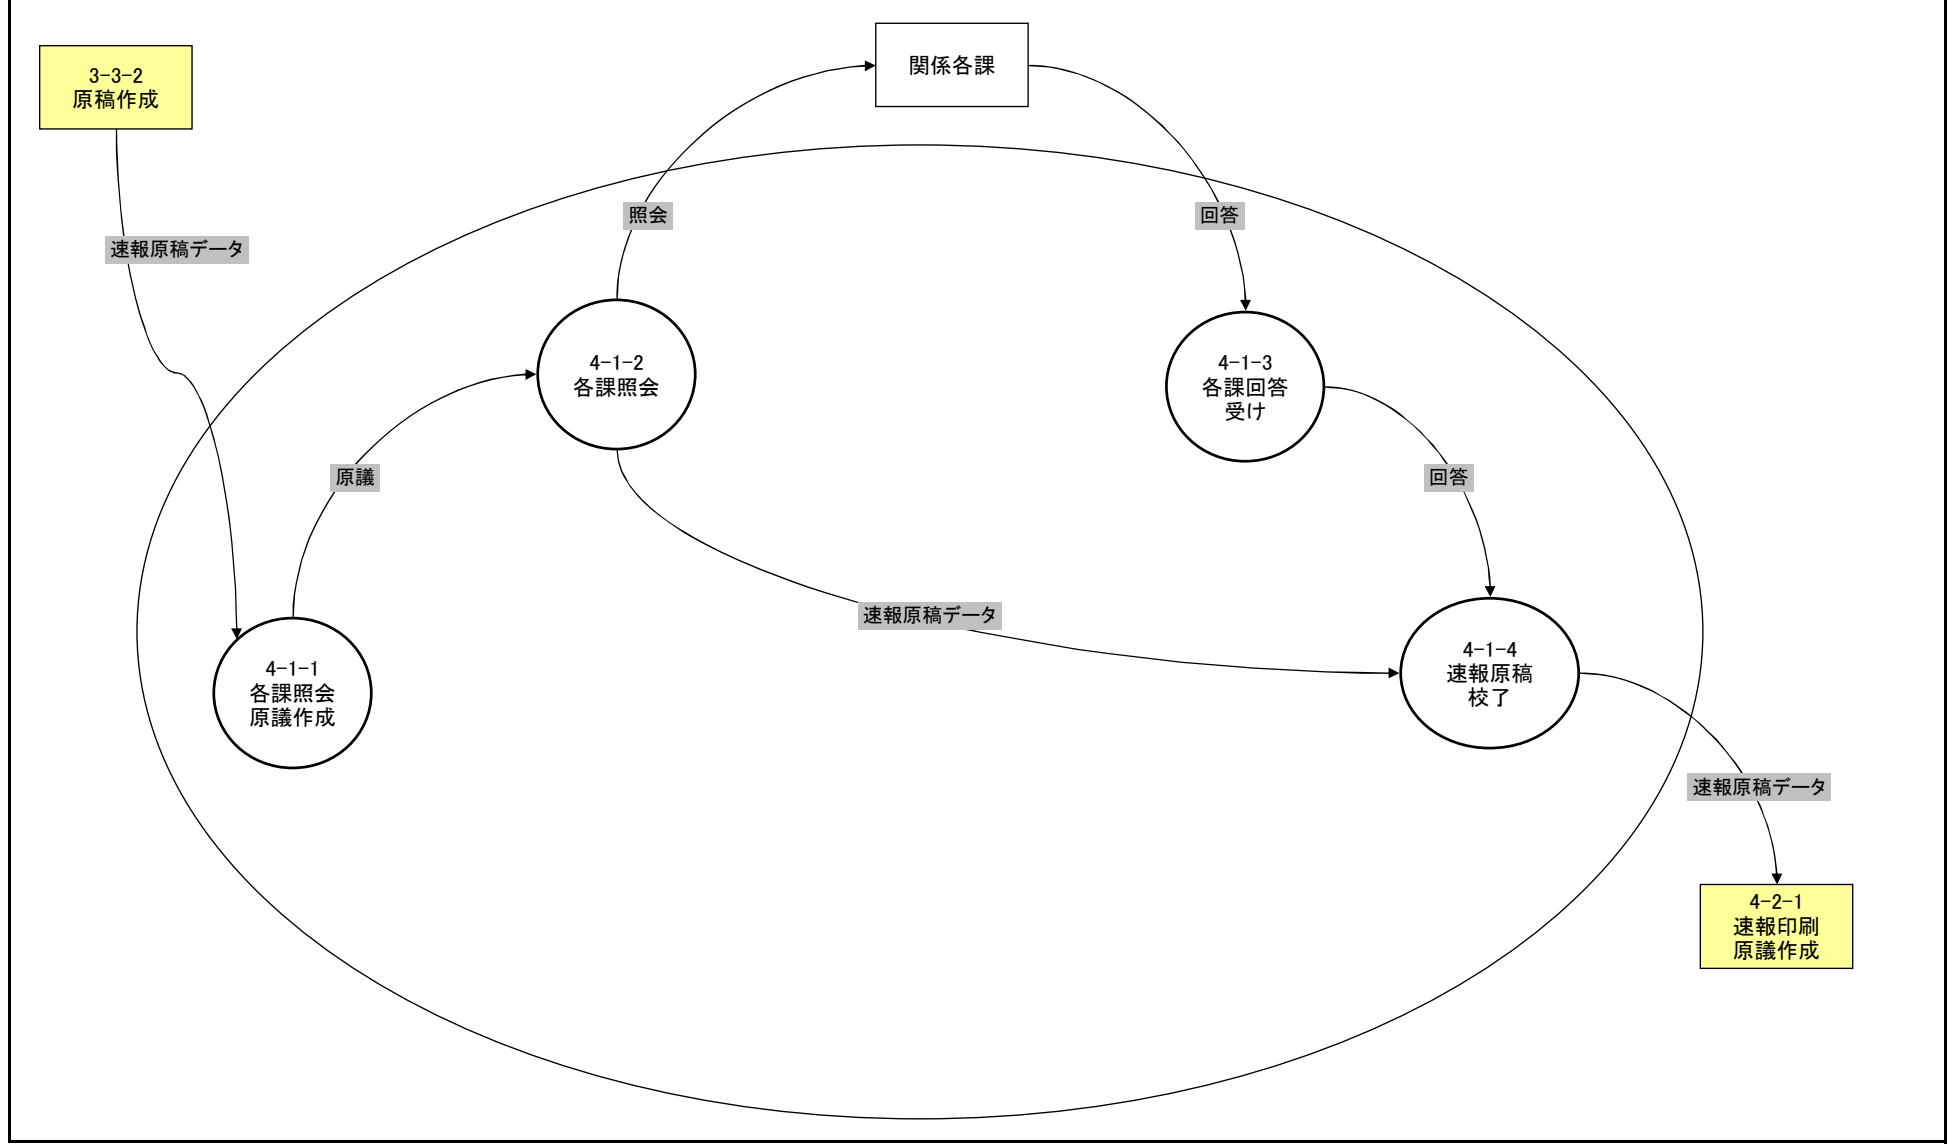 3-3-2
原稿作成
関係各課
照会
回答
速報原稿データ
4-1-2
各課照会
4-1-3
各課回答
受け
原議
回答
速報原稿データ
4-1-1
各課照会
原議作成
4-1-4
速報原稿
校了
速報原稿データ
4-2-1
速報印刷
原議作成